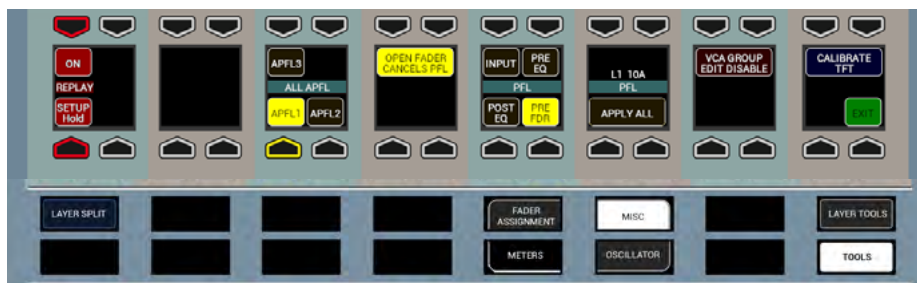 ON
REPLAY
SETUP
Hold
APFL3
ALL APFL
APFL1 APFL2
OPEN FADER
CANCELS PFL
INPUT PRE
EQ
PFL
POST
EQ
PRE
FDR
L1 10A
PFL
APPLY ALL
VCA GROUP
EDIT DISABLE
CALIBRATE
TFT
EXIT
LAYER SPLIT
FADER
ASSIGNMENT
MISC
LAYER TOOLS
METERS
OSCILLATOR
TOOLS